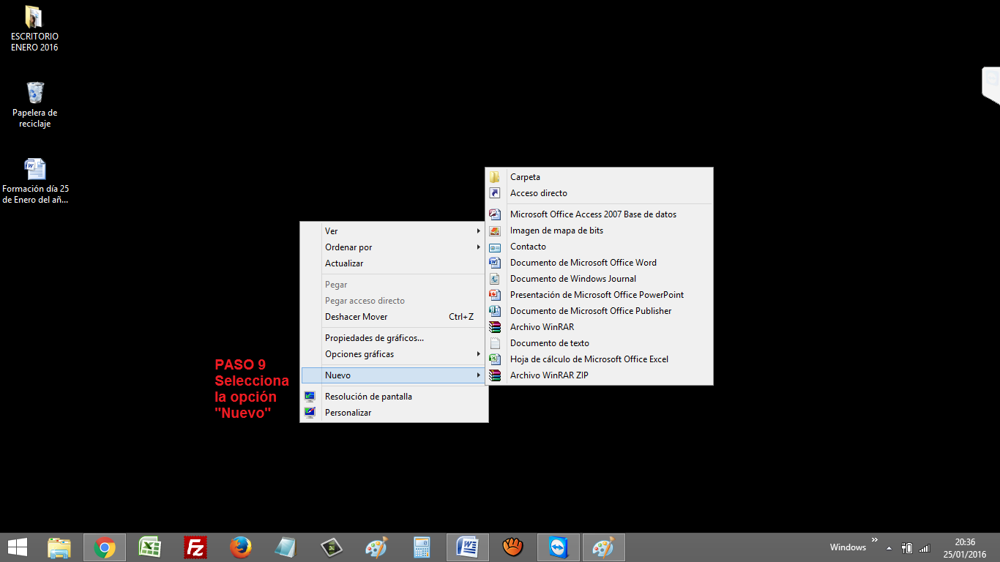 ESCRITORIO
ENERO 2016
Papelera de
reciclaje
Formación día 25
de Enero del añ...
PASO 9
Selecciona
la opción
"Nuevo"
Ver
Ordenar por
Actualizar
Pegar
Pegar acceso directo
Deshacer Mover Ctrl+Z
Propiedades de gráficos...
Opciones gráficas
Nuevo
Resolución de pantalla
Personalizar
Carpeta
Acceso directo
Microsoft Office Access 2007 Base de datos
Imagen de mapa de bits
Contacto
Documento de Microsoft Office Word
Documento de Windows Journal
Presentación de Microsoft Office PowerPoint
Documento de Microsoft Office Publisher
Archivo WinRAR
Documento de texto
Hoja de cálculo de Microsoft Office Excel
Archivo WinRAR ZIP
Windows
20:36
25/01/2016